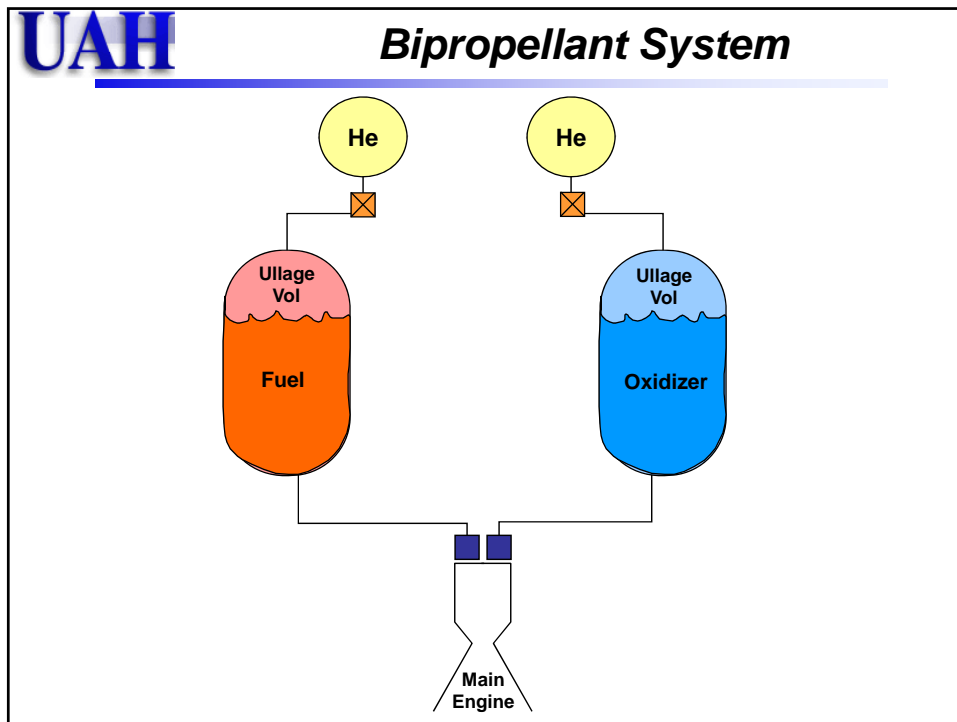 UAH
Bipropellant System
He
He
Ullage
Vol
Ullage
Vol
Fuel
Oxidizer
Main
Engine